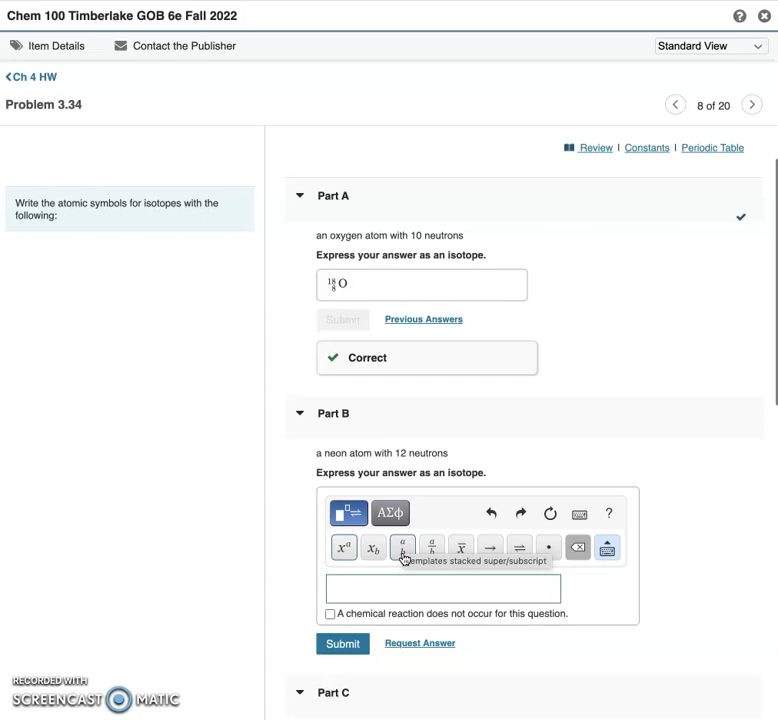 Chem 100 Timberlake GOB 6e Fall 2022
?
Item Details
Contact the Publisher
Standard View
Ch 4 HW
Problem 3.34
8 of 20
Review | Constants | Periodic Table
Write the atomic symbols for isotopes with the
following:
Part A
an oxygen atom with 10 neutrons
Express your answer as an isotope.
¹⁸₈O
Submit
Previous Answers
Correct
Part B
a neon atom with 12 neutrons
Express your answer as an isotope.
ΑΣφ
?
xᵃ
x_b
a
b
a/b
x̅
→
⇌
•
emplates stacked super/subscript
A chemical reaction does not occur for this question.
Submit
Request Answer
RECORDED WITH
SCREENCAST O MATIC
Part C